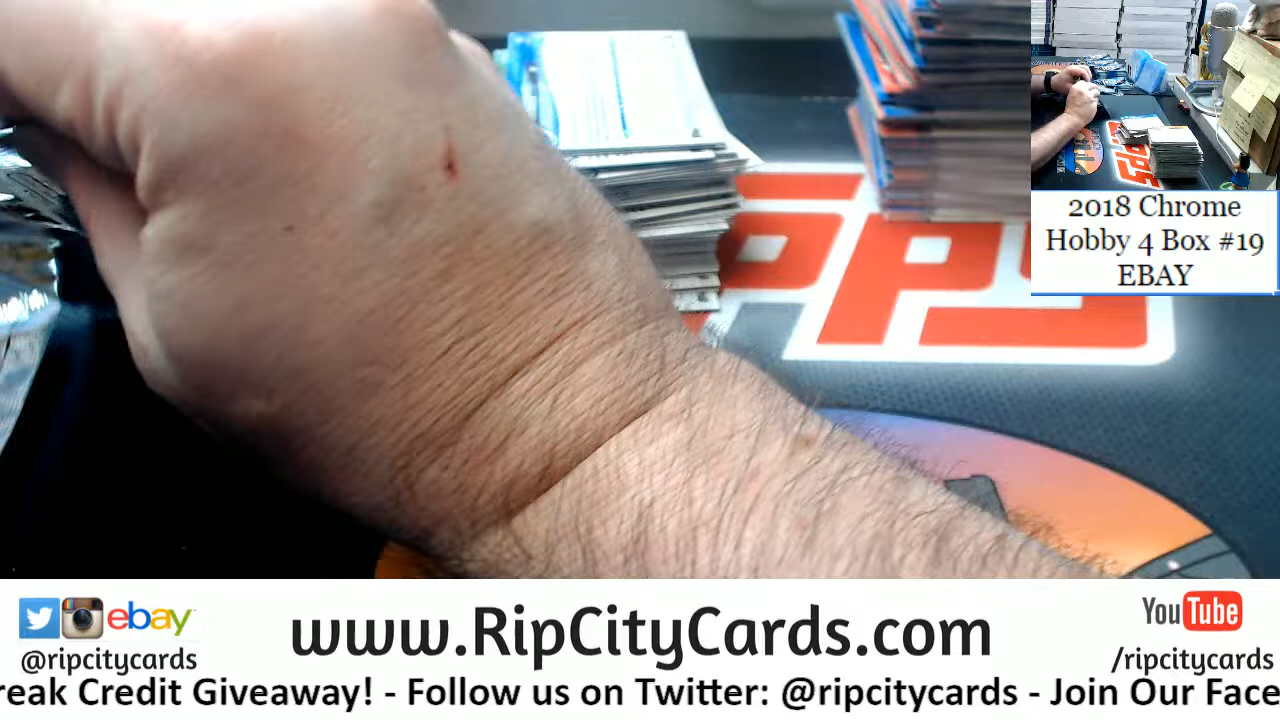 2018 Chrome
Hobby 4 Box #19
EBAY
ebay
www.RipCityCards.com
YouTube
@ripcitycards
/ripcitycards
reak Credit Giveaway! - Follow us on Twitter: @ripcitycards - Join Our Face